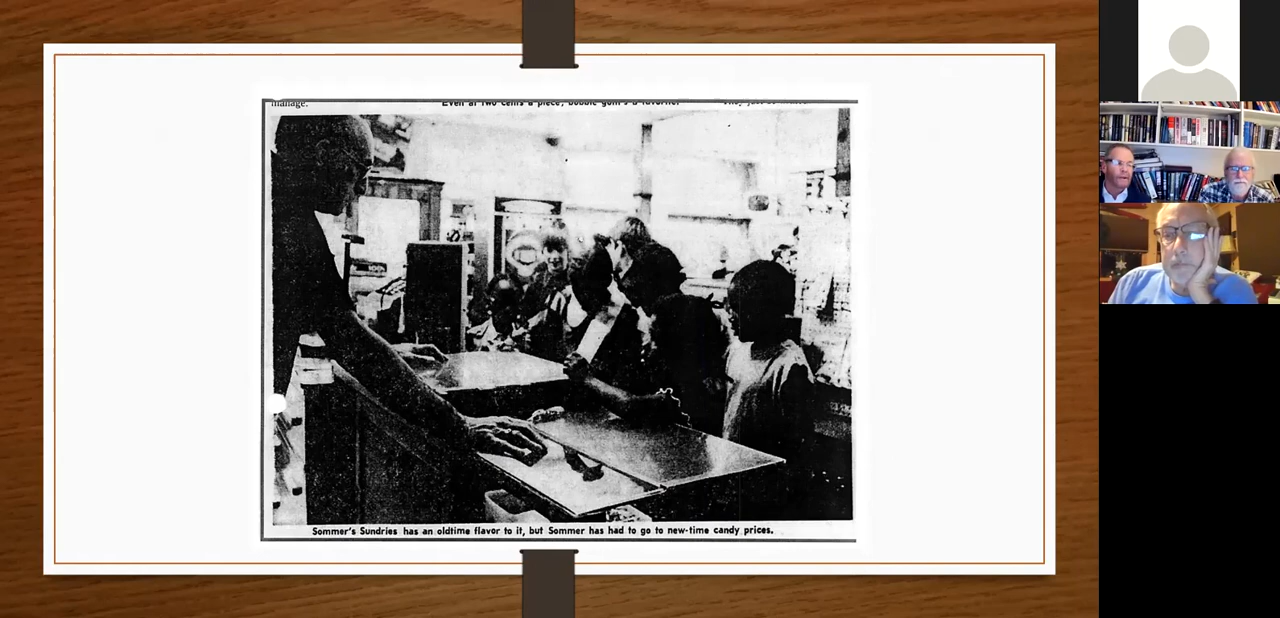 manage.
Even at two cents a piece, bubble gum's a favorite.
Sommer's Sundries has an oldtime flavor to it, but Sommer has had to go to new-time candy prices.